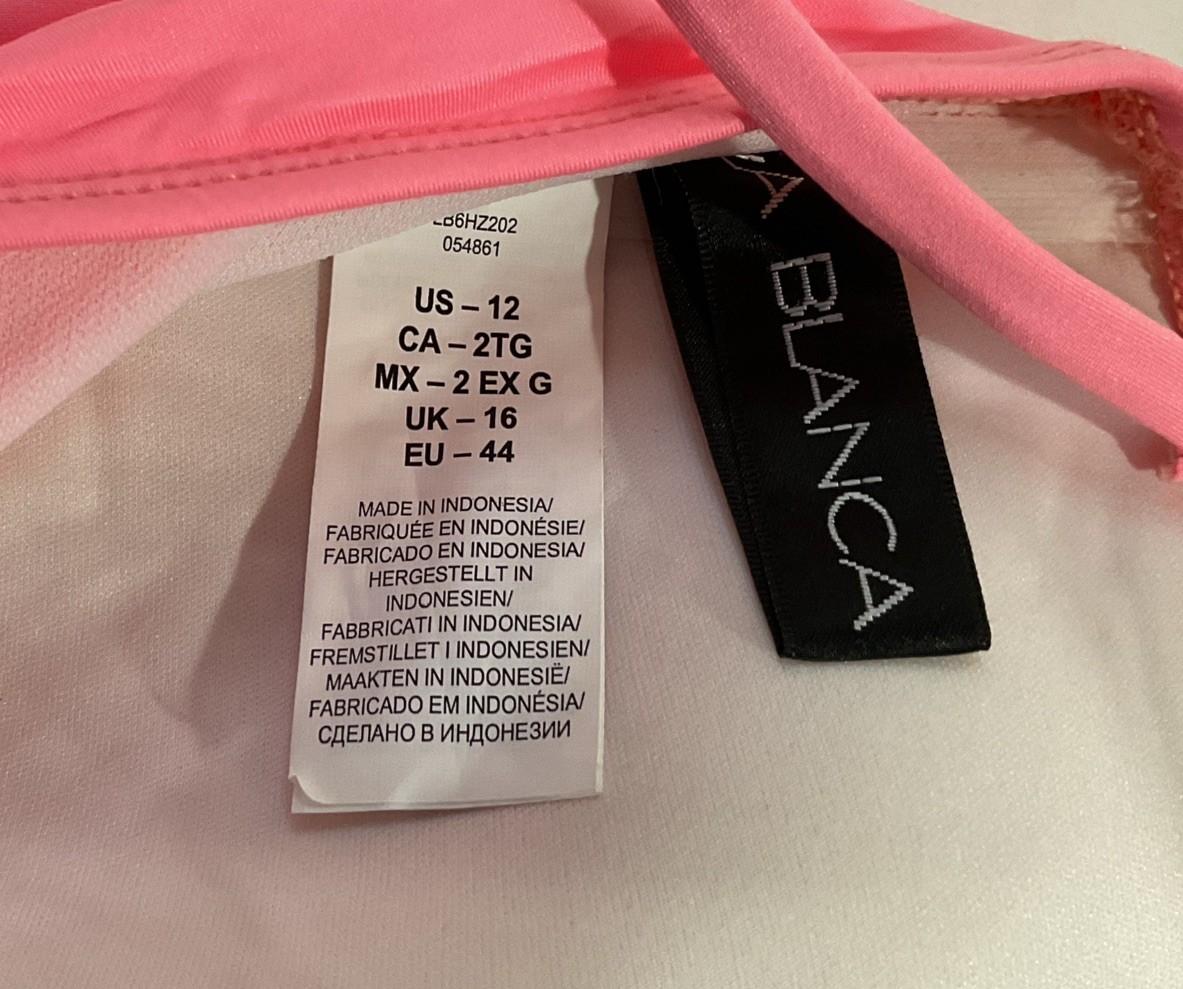 LB6HZ202
054861
US – 12
CA – 2TG
MX – 2 EX G
UK – 16
EU – 44
MADE IN INDONESIA/
FABRIQUÉE EN INDONÉSIE/
FABRICADO EN INDONESIA/
HERGESTELLT IN
INDONESIEN/
FABBRICATI IN INDONESIA/
FREMSTILLET I INDONESIEN/
MAAKTEN IN INDONESIË/
FABRICADO EM INDONÉSIA/
СДЕЛАНО В ИНДОНЕЗИИ
BLANCA